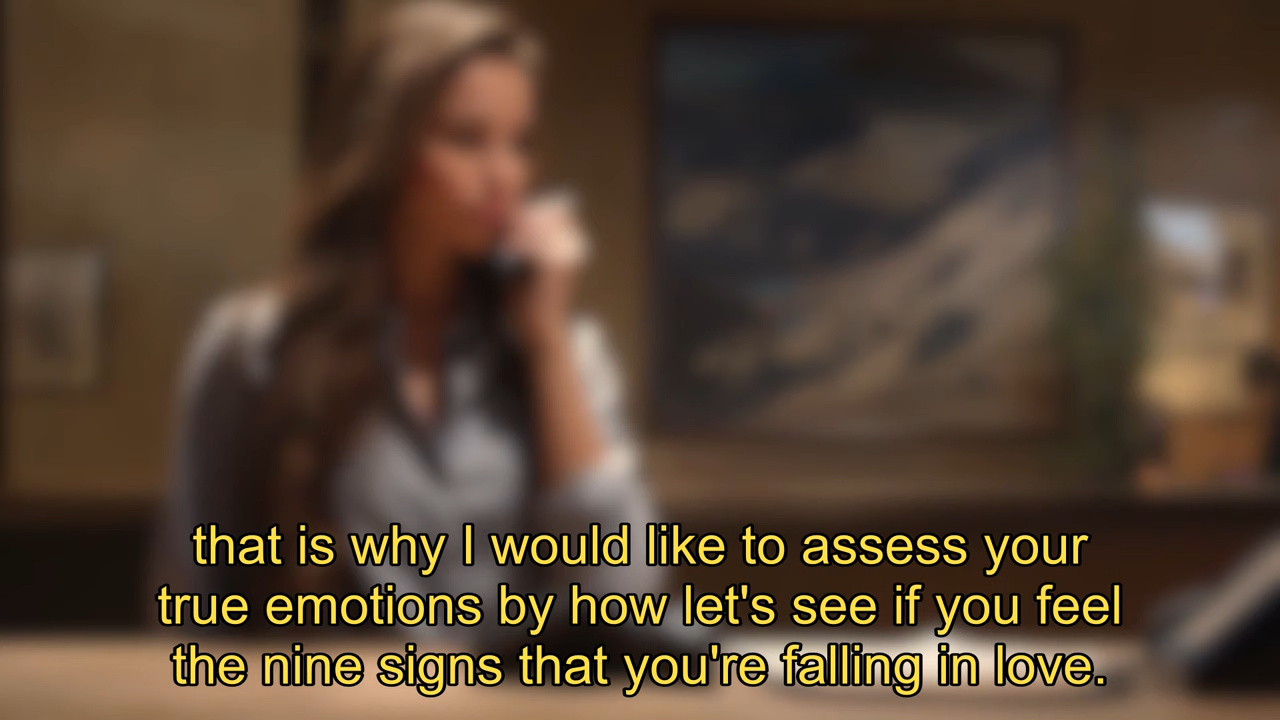 that is why I would like to assess your
true emotions by how let's see if you feel
the nine signs that you're falling in love.